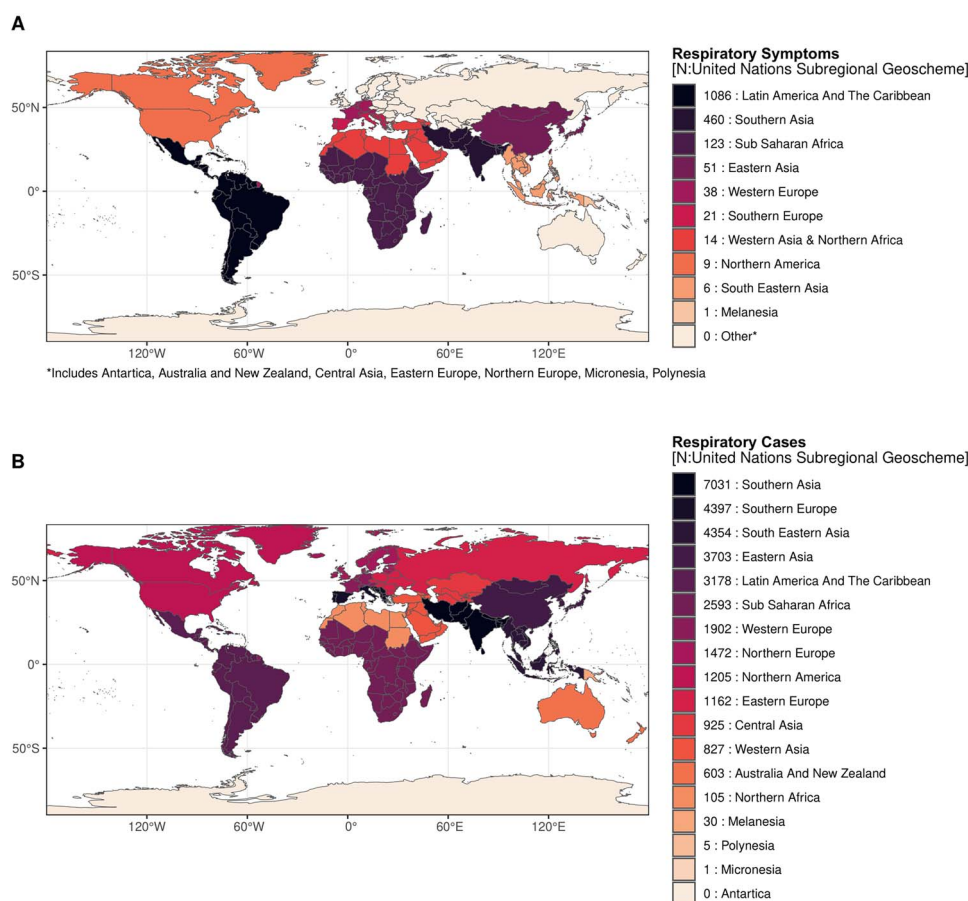 A
Respiratory Symptoms
[N:United Nations Subregional Geoscheme]
1086 : Latin America And The Caribbean
460 : Southern Asia
123 : Sub Saharan Africa
51 : Eastern Asia
38 : Western Europe
21 : Southern Europe
14 : Western Asia & Northern Africa
9 : Northern America
6 : South Eastern Asia
1 : Melanesia
0 : Other*
50°N
0°
50°S
120°W 60°W 0° 60°E 120°E
*Includes Antartica, Australia and New Zealand, Central Asia, Eastern Europe, Northern Europe, Micronesia, Polynesia
B
Respiratory Cases
[N:United Nations Subregional Geoscheme]
7031 : Southern Asia
4397 : Southern Europe
4354 : South Eastern Asia
3703 : Eastern Asia
3178 : Latin America And The Caribbean
2593 : Sub Saharan Africa
1902 : Western Europe
1472 : Northern Europe
1205 : Northern America
1162 : Eastern Europe
925 : Central Asia
827 : Western Asia
603 : Australia And New Zealand
105 : Northern Africa
30 : Melanesia
5 : Polynesia
1 : Micronesia
0 : Antartica
50°N
0°
50°S
120°W 60°W 0° 60°E 120°E